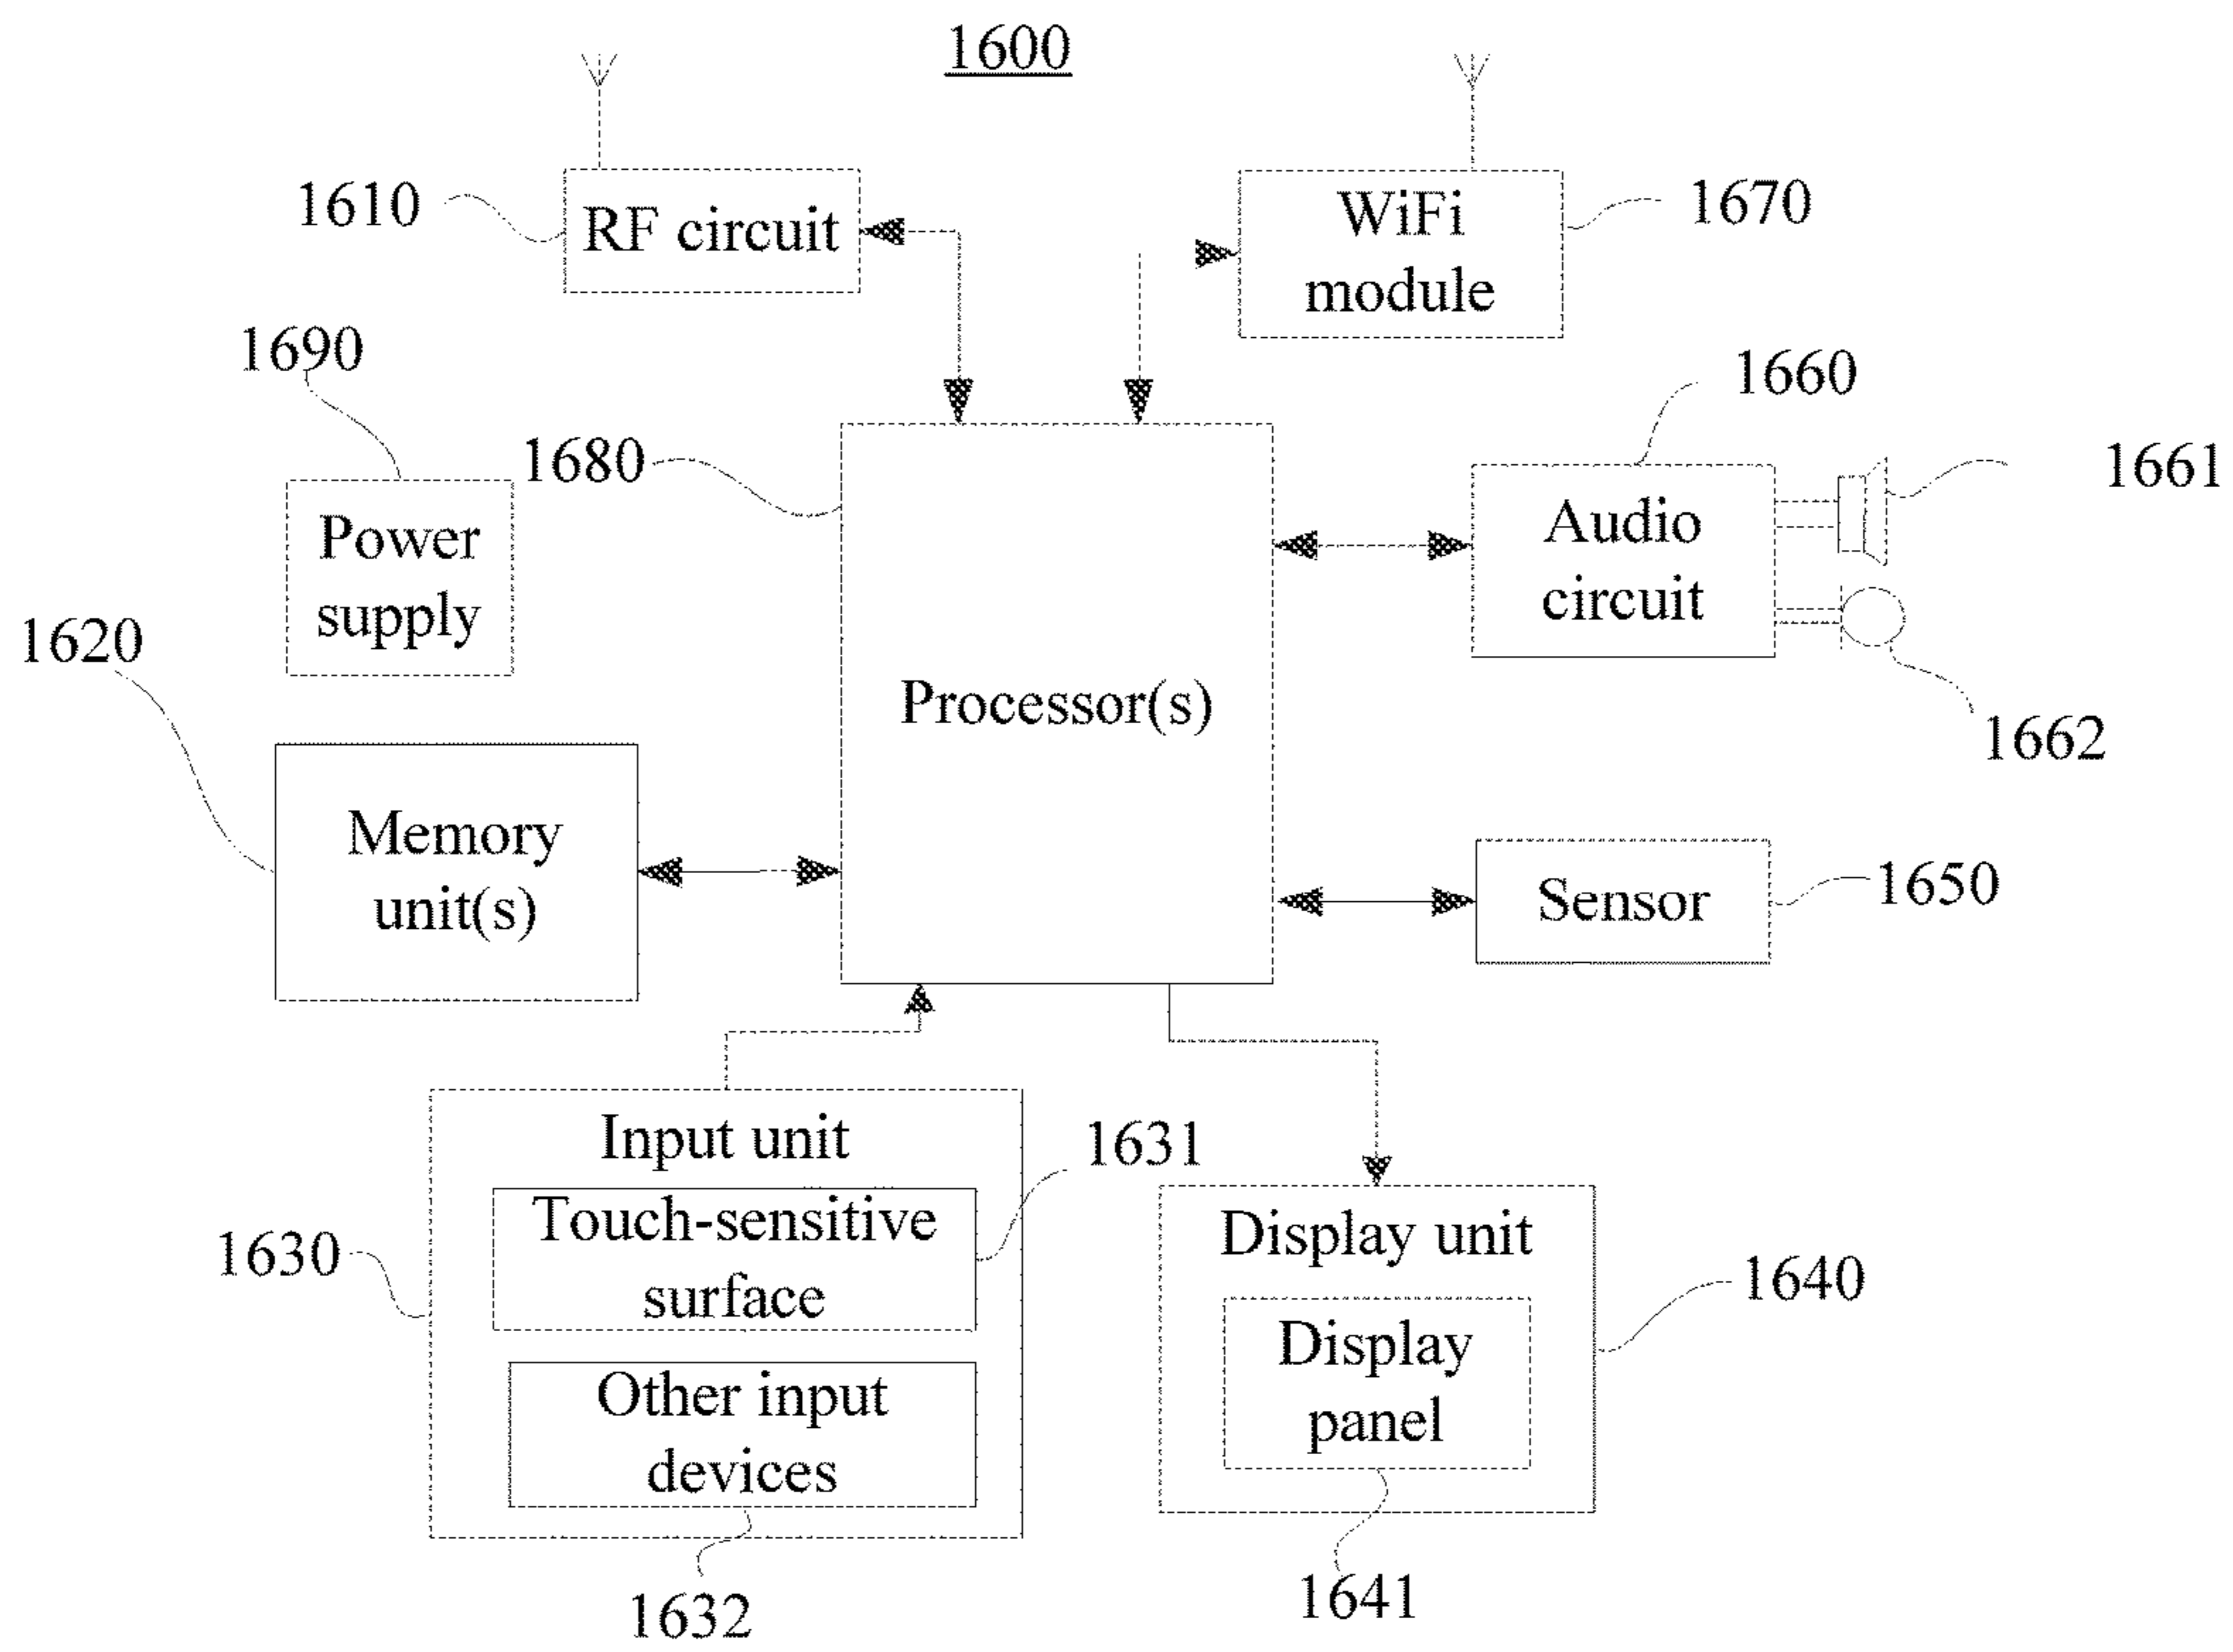 1600
1610
RF circuit
WiFi
module
1670
1690
1680
1660
1661
Power
supply
Audio
circuit
1620
1662
Processor(s)
Memory
unit(s)
Sensor
1650
Input unit
1631
Touch-sensitive
surface
1630
Other input
devices
1632
Display unit
1640
Display
panel
1641